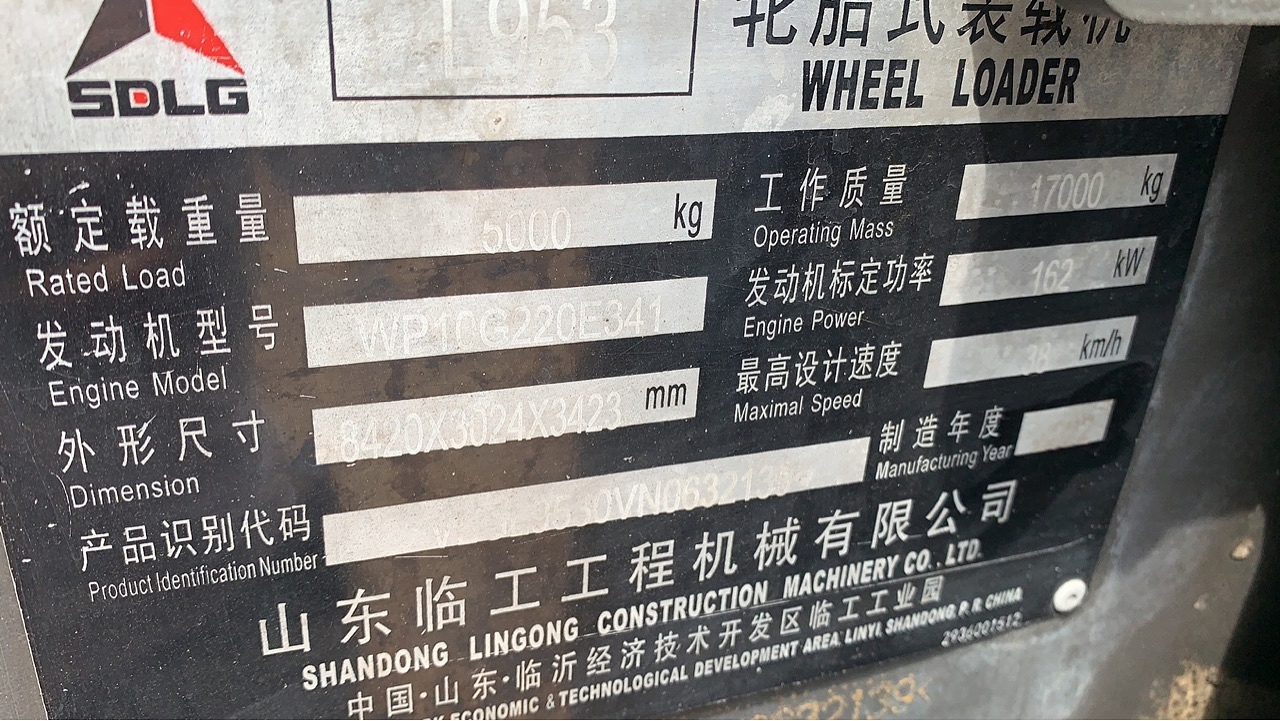 SDLG
L953
轮胎式装载机
WHEEL LOADER
额定载重量 5000 kg
Rated Load
工作质量 17000 kg
Operating Mass
发动机型号 WP10G220E341
Engine Model
发动机标定功率 162 kW
Engine Power
外形尺寸 8420X3024X3423 mm
Dimension
最高设计速度 38 km/h
Maximal Speed
产品识别代码
Product Identification Number
制造年度
Manufacturing Year
山东临工工程机械有限公司
SHANDONG LINGONG CONSTRUCTION MACHINERY CO., LTD.
中国·山东·临沂经济技术开发区临工工业园
ECONOMIC & TECHNOLOGICAL DEVELOPMENT AREA, LINYI, SHANDONG, P. R. CHINA
2936001512